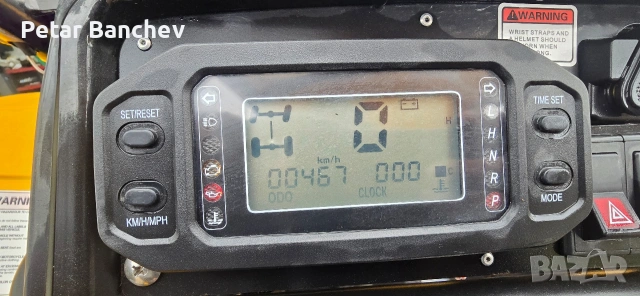 Petar Banchev
WARNING
WRIST STRAPS AND
A HELMET SHOULD
WORN WHEN
SET/RESET
TIME SET
L
H
N
R
P
H
0
km/h
00467 000
ODO CLOCK
C
KM/H/MPH
MODE
WARNING
BAZAR